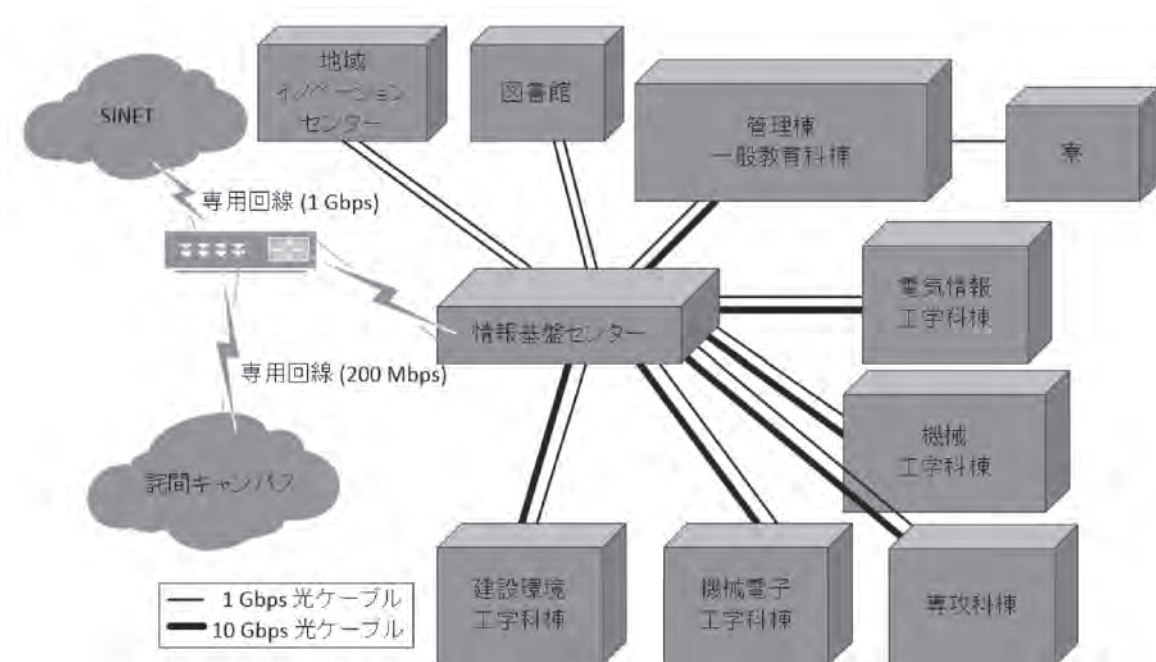 SINET
地域
イノベーション
センター
図書館
管理棟
一般教育科棟
寮
専用回線 (1 Gbps)
情報基盤センター
電気情報
工学科棟
専用回線 (200 Mbps)
機械
工学科棟
詫間キャンパス
建設環境
工学科棟
機械電子
工学科棟
専攻科棟
1 Gbps 光ケーブル
10 Gbps 光ケーブル